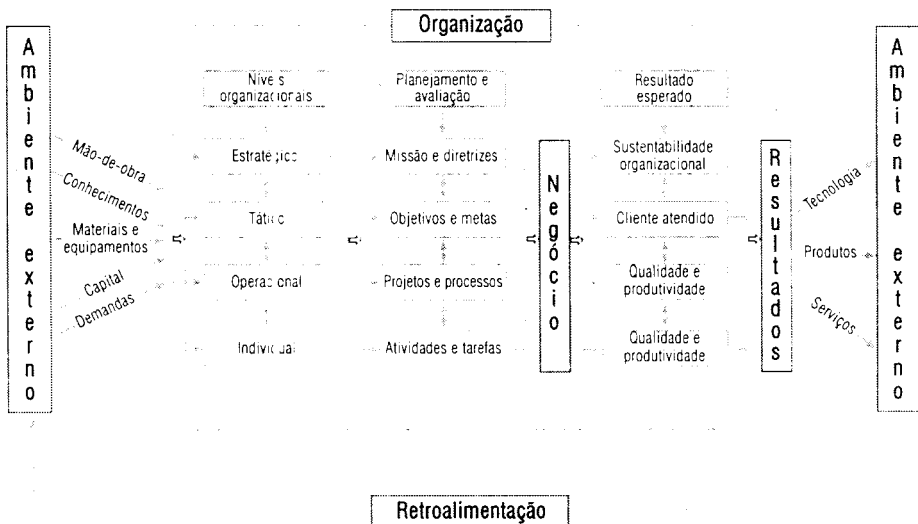 Organização
Ambiente externo
Níveis
organizacionais
Planejamento e
avaliação
Resultado
esperado
Ambiente externo
Mão-de-obra
Conhecimentos
Materiais e
equipamentos
Capital
Demandas
Estratégico
Missão e diretrizes
Negócio
Sustentabilidade
organizacional
Resultados
Tecnologia
Tático
Objetivos e metas
Cliente atendido
Produtos
Operacional
Projetos e processos
Qualidade e
produtividade
Serviços
Individual
Atividades e tarefas
Qualidade e
produtividade
Retroalimentação